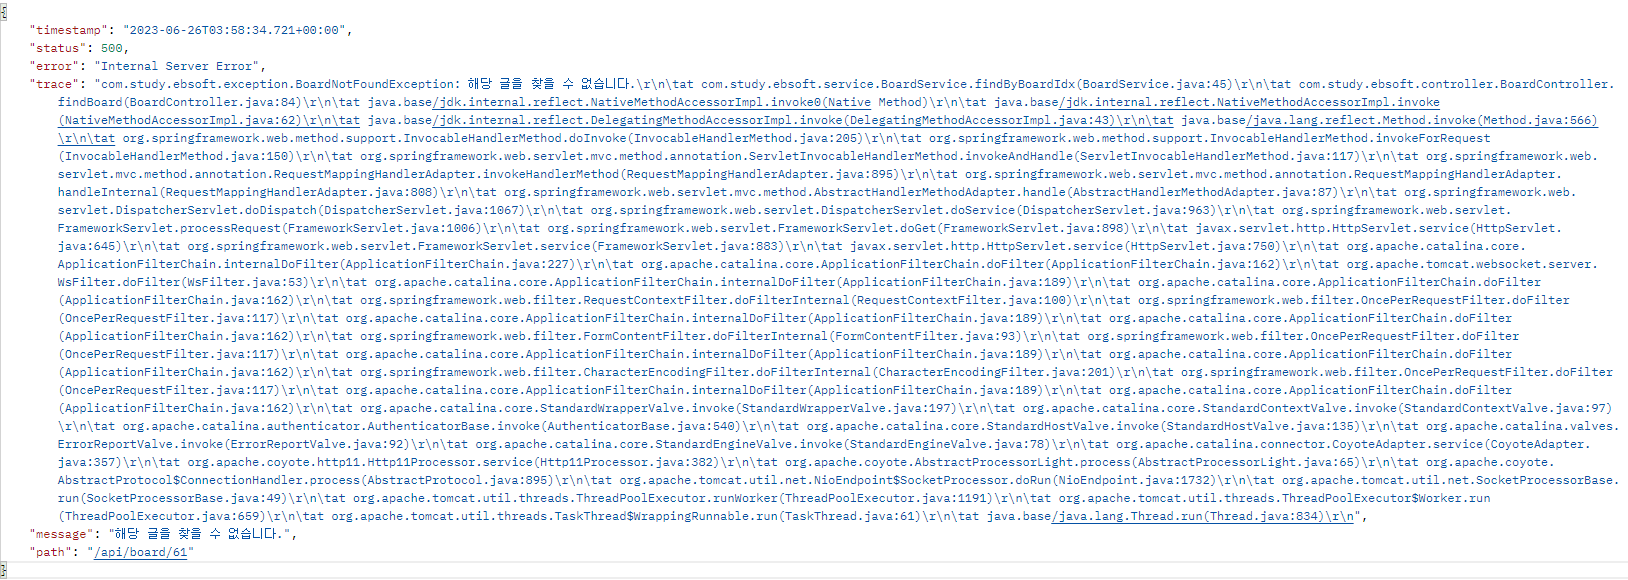 {
"timestamp": "2023-06-26T03:58:34.721+00:00",
"status": 500,
"error": "Internal Server Error",
"trace": "com.study.ebsoft.exception.BoardNotFoundException: 해당 글을 찾을 수 없습니다.\r\n\tat com.study.ebsoft.service.BoardService.findByBoardIdx(BoardService.java:45)\r\n\tat com.study.ebsoft.controller.BoardController.
findBoard(BoardController.java:84)\r\n\tat java.base/jdk.internal.reflect.NativeMethodAccessorImpl.invoke0(Native Method)\r\n\tat java.base/jdk.internal.reflect.NativeMethodAccessorImpl.invoke
(NativeMethodAccessorImpl.java:62)\r\n\tat java.base/jdk.internal.reflect.DelegatingMethodAccessorImpl.invoke(DelegatingMethodAccessorImpl.java:43)\r\n\tat java.base/java.lang.reflect.Method.invoke(Method.java:566)
\r\n\tat org.springframework.web.method.support.InvocableHandlerMethod.doInvoke(InvocableHandlerMethod.java:205)\r\n\tat org.springframework.web.method.support.InvocableHandlerMethod.invokeForRequest
(InvocableHandlerMethod.java:150)\r\n\tat org.springframework.web.servlet.mvc.method.annotation.ServletInvocableHandlerMethod.invokeAndHandle(ServletInvocableHandlerMethod.java:117)\r\n\tat org.springframework.web.
servlet.mvc.method.annotation.RequestMappingHandlerAdapter.invokeHandlerMethod(RequestMappingHandlerAdapter.java:895)\r\n\tat org.springframework.web.servlet.mvc.method.annotation.RequestMappingHandlerAdapter.
handleInternal(RequestMappingHandlerAdapter.java:808)\r\n\tat org.springframework.web.servlet.mvc.method.AbstractHandlerMethodAdapter.handle(AbstractHandlerMethodAdapter.java:87)\r\n\tat org.springframework.web.
servlet.DispatcherServlet.doDispatch(DispatcherServlet.java:1067)\r\n\tat org.springframework.web.servlet.DispatcherServlet.doService(DispatcherServlet.java:963)\r\n\tat org.springframework.web.servlet.
FrameworkServlet.processRequest(FrameworkServlet.java:1006)\r\n\tat org.springframework.web.servlet.FrameworkServlet.doGet(FrameworkServlet.java:898)\r\n\tat javax.servlet.http.HttpServlet.service(HttpServlet.
java:645)\r\n\tat org.springframework.web.servlet.FrameworkServlet.service(FrameworkServlet.java:883)\r\n\tat javax.servlet.http.HttpServlet.service(HttpServlet.java:750)\r\n\tat org.apache.catalina.core.
ApplicationFilterChain.internalDoFilter(ApplicationFilterChain.java:227)\r\n\tat org.apache.catalina.core.ApplicationFilterChain.doFilter(ApplicationFilterChain.java:162)\r\n\tat org.apache.tomcat.websocket.server.
WsFilter.doFilter(WsFilter.java:53)\r\n\tat org.apache.catalina.core.ApplicationFilterChain.internalDoFilter(ApplicationFilterChain.java:189)\r\n\tat org.apache.catalina.core.ApplicationFilterChain.doFilter
(ApplicationFilterChain.java:162)\r\n\tat org.springframework.web.filter.RequestContextFilter.doFilterInternal(RequestContextFilter.java:100)\r\n\tat org.springframework.web.filter.OncePerRequestFilter.doFilter
(OncePerRequestFilter.java:117)\r\n\tat org.apache.catalina.core.ApplicationFilterChain.internalDoFilter(ApplicationFilterChain.java:189)\r\n\tat org.apache.catalina.core.ApplicationFilterChain.doFilter
(ApplicationFilterChain.java:162)\r\n\tat org.springframework.web.filter.FormContentFilter.doFilterInternal(FormContentFilter.java:93)\r\n\tat org.springframework.web.filter.OncePerRequestFilter.doFilter
(OncePerRequestFilter.java:117)\r\n\tat org.apache.catalina.core.ApplicationFilterChain.internalDoFilter(ApplicationFilterChain.java:189)\r\n\tat org.apache.catalina.core.ApplicationFilterChain.doFilter
(ApplicationFilterChain.java:162)\r\n\tat org.springframework.web.filter.CharacterEncodingFilter.doFilterInternal(CharacterEncodingFilter.java:201)\r\n\tat org.springframework.web.filter.OncePerRequestFilter.doFilter
(OncePerRequestFilter.java:117)\r\n\tat org.apache.catalina.core.ApplicationFilterChain.internalDoFilter(ApplicationFilterChain.java:189)\r\n\tat org.apache.catalina.core.ApplicationFilterChain.doFilter
(ApplicationFilterChain.java:162)\r\n\tat org.apache.catalina.core.StandardWrapperValve.invoke(StandardWrapperValve.java:197)\r\n\tat org.apache.catalina.core.StandardContextValve.invoke(StandardContextValve.java:97)
\r\n\tat org.apache.catalina.authenticator.AuthenticatorBase.invoke(AuthenticatorBase.java:540)\r\n\tat org.apache.catalina.core.StandardHostValve.invoke(StandardHostValve.java:135)\r\n\tat org.apache.catalina.valves.
ErrorReportValve.invoke(ErrorReportValve.java:92)\r\n\tat org.apache.catalina.core.StandardEngineValve.invoke(StandardEngineValve.java:78)\r\n\tat org.apache.catalina.connector.CoyoteAdapter.service(CoyoteAdapter.
java:357)\r\n\tat org.apache.coyote.http11.Http11Processor.service(Http11Processor.java:382)\r\n\tat org.apache.coyote.AbstractProcessorLight.process(AbstractProcessorLight.java:65)\r\n\tat org.apache.coyote.
AbstractProtocol$ConnectionHandler.process(AbstractProtocol.java:895)\r\n\tat org.apache.tomcat.util.net.NioEndpoint$SocketProcessor.doRun(NioEndpoint.java:1732)\r\n\tat org.apache.tomcat.util.net.SocketProcessorBase.
run(SocketProcessorBase.java:49)\r\n\tat org.apache.tomcat.util.threads.ThreadPoolExecutor.runWorker(ThreadPoolExecutor.java:1191)\r\n\tat org.apache.tomcat.util.threads.ThreadPoolExecutor$Worker.run
(ThreadPoolExecutor.java:659)\r\n\tat org.apache.tomcat.util.threads.TaskThread$WrappingRunnable.run(TaskThread.java:61)\r\n\tat java.base/java.lang.Thread.run(Thread.java:834)\r\n",
"message": "해당 글을 찾을 수 없습니다.",
"path": "/api/board/61"
}